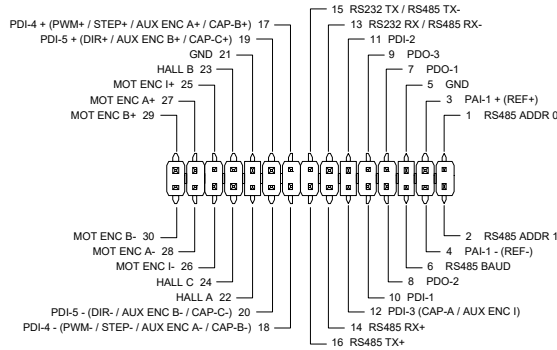 15 RS232 TX / RS485 TX-
PDI-4 + (PWM+ / STEP+ / AUX ENC A+ / CAP-B+) 17
13 RS232 RX / RS485 RX-
PDI-5 + (DIR+ / AUX ENC B+ / CAP-C+) 19
11 PDI-2
GND 21
9 PDO-3
HALL B 23
7 PDO-1
MOT ENC I+ 25
5 GND
MOT ENC A+ 27
3 PAI-1 + (REF+)
MOT ENC B+ 29
1 RS485 ADDR 0
MOT ENC B- 30
2 RS485 ADDR 1
MOT ENC A- 28
4 PAI-1 - (REF-)
MOT ENC I- 26
6 RS485 BAUD
HALL C 24
8 PDO-2
HALL A 22
10 PDI-1
PDI-5 - (DIR- / AUX ENC B- / CAP-C-) 20
12 PDI-3 (CAP-A / AUX ENC I)
PDI-4 - (PWM- / STEP- / AUX ENC A- / CAP-B-) 18
14 RS485 RX+
16 RS485 TX+